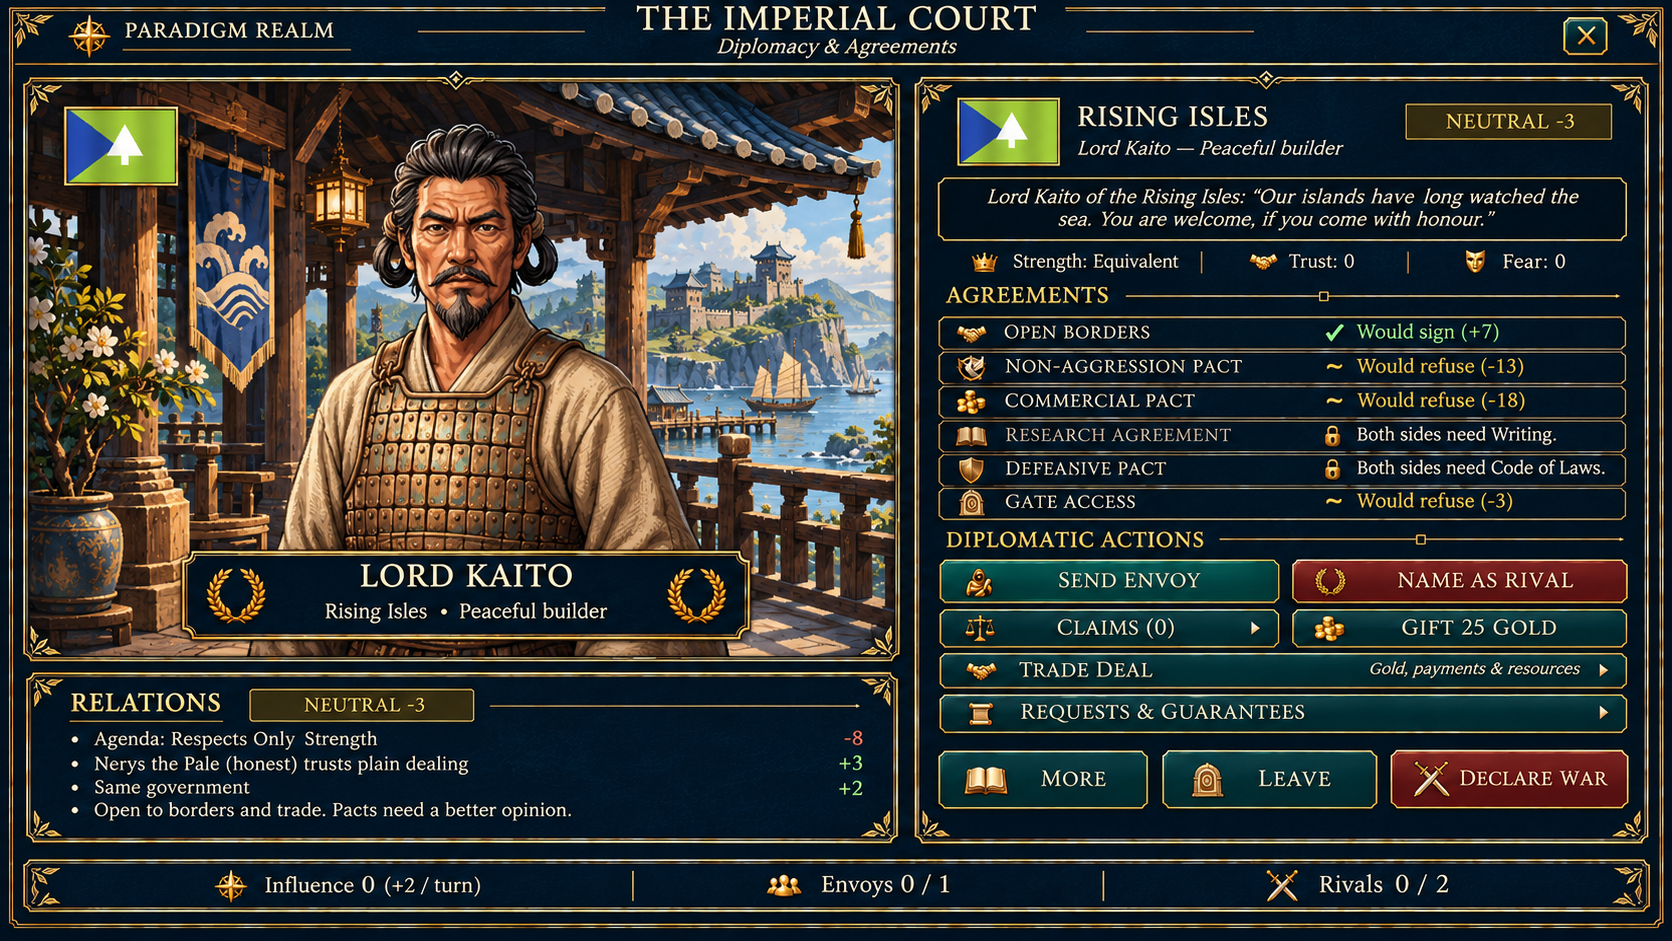 PARADIGM REALM
THE IMPERIAL COURT
Diplomacy & Agreements
LORD KAITO
Rising Isles • Peaceful builder
RELATIONS
NEUTRAL -3
• Agenda: Respects Only Strength -8
• Nerys the Pale (honest) trusts plain dealing +3
• Same government +2
• Open to borders and trade. Pacts need a better opinion.
RISING ISLES
Lord Kaito — Peaceful builder
NEUTRAL -3
Lord Kaito of the Rising Isles: “Our islands have long watched the
sea. You are welcome, if you come with honour.”
Strength: Equivalent
Trust: 0
Fear: 0
AGREEMENTS
OPEN BORDERS ✓ Would sign (+7)
NON-AGGRESSION PACT ~ Would refuse (-13)
COMMERCIAL PACT ~ Would refuse (-18)
RESEARCH AGREEMENT Both sides need Writing.
DEFEANIVE PACT Both sides need Code of Laws.
GATE ACCESS ~ Would refuse (-3)
DIPLOMATIC ACTIONS
SEND ENVOY
NAME AS RIVAL
CLAIMS (0)
GIFT 25 GOLD
TRADE DEAL Gold, payments & resources
REQUESTS & GUARANTEES
MORE
LEAVE
DECLARE WAR
Influence 0 (+2 / turn)
Envoys 0 / 1
Rivals 0 / 2